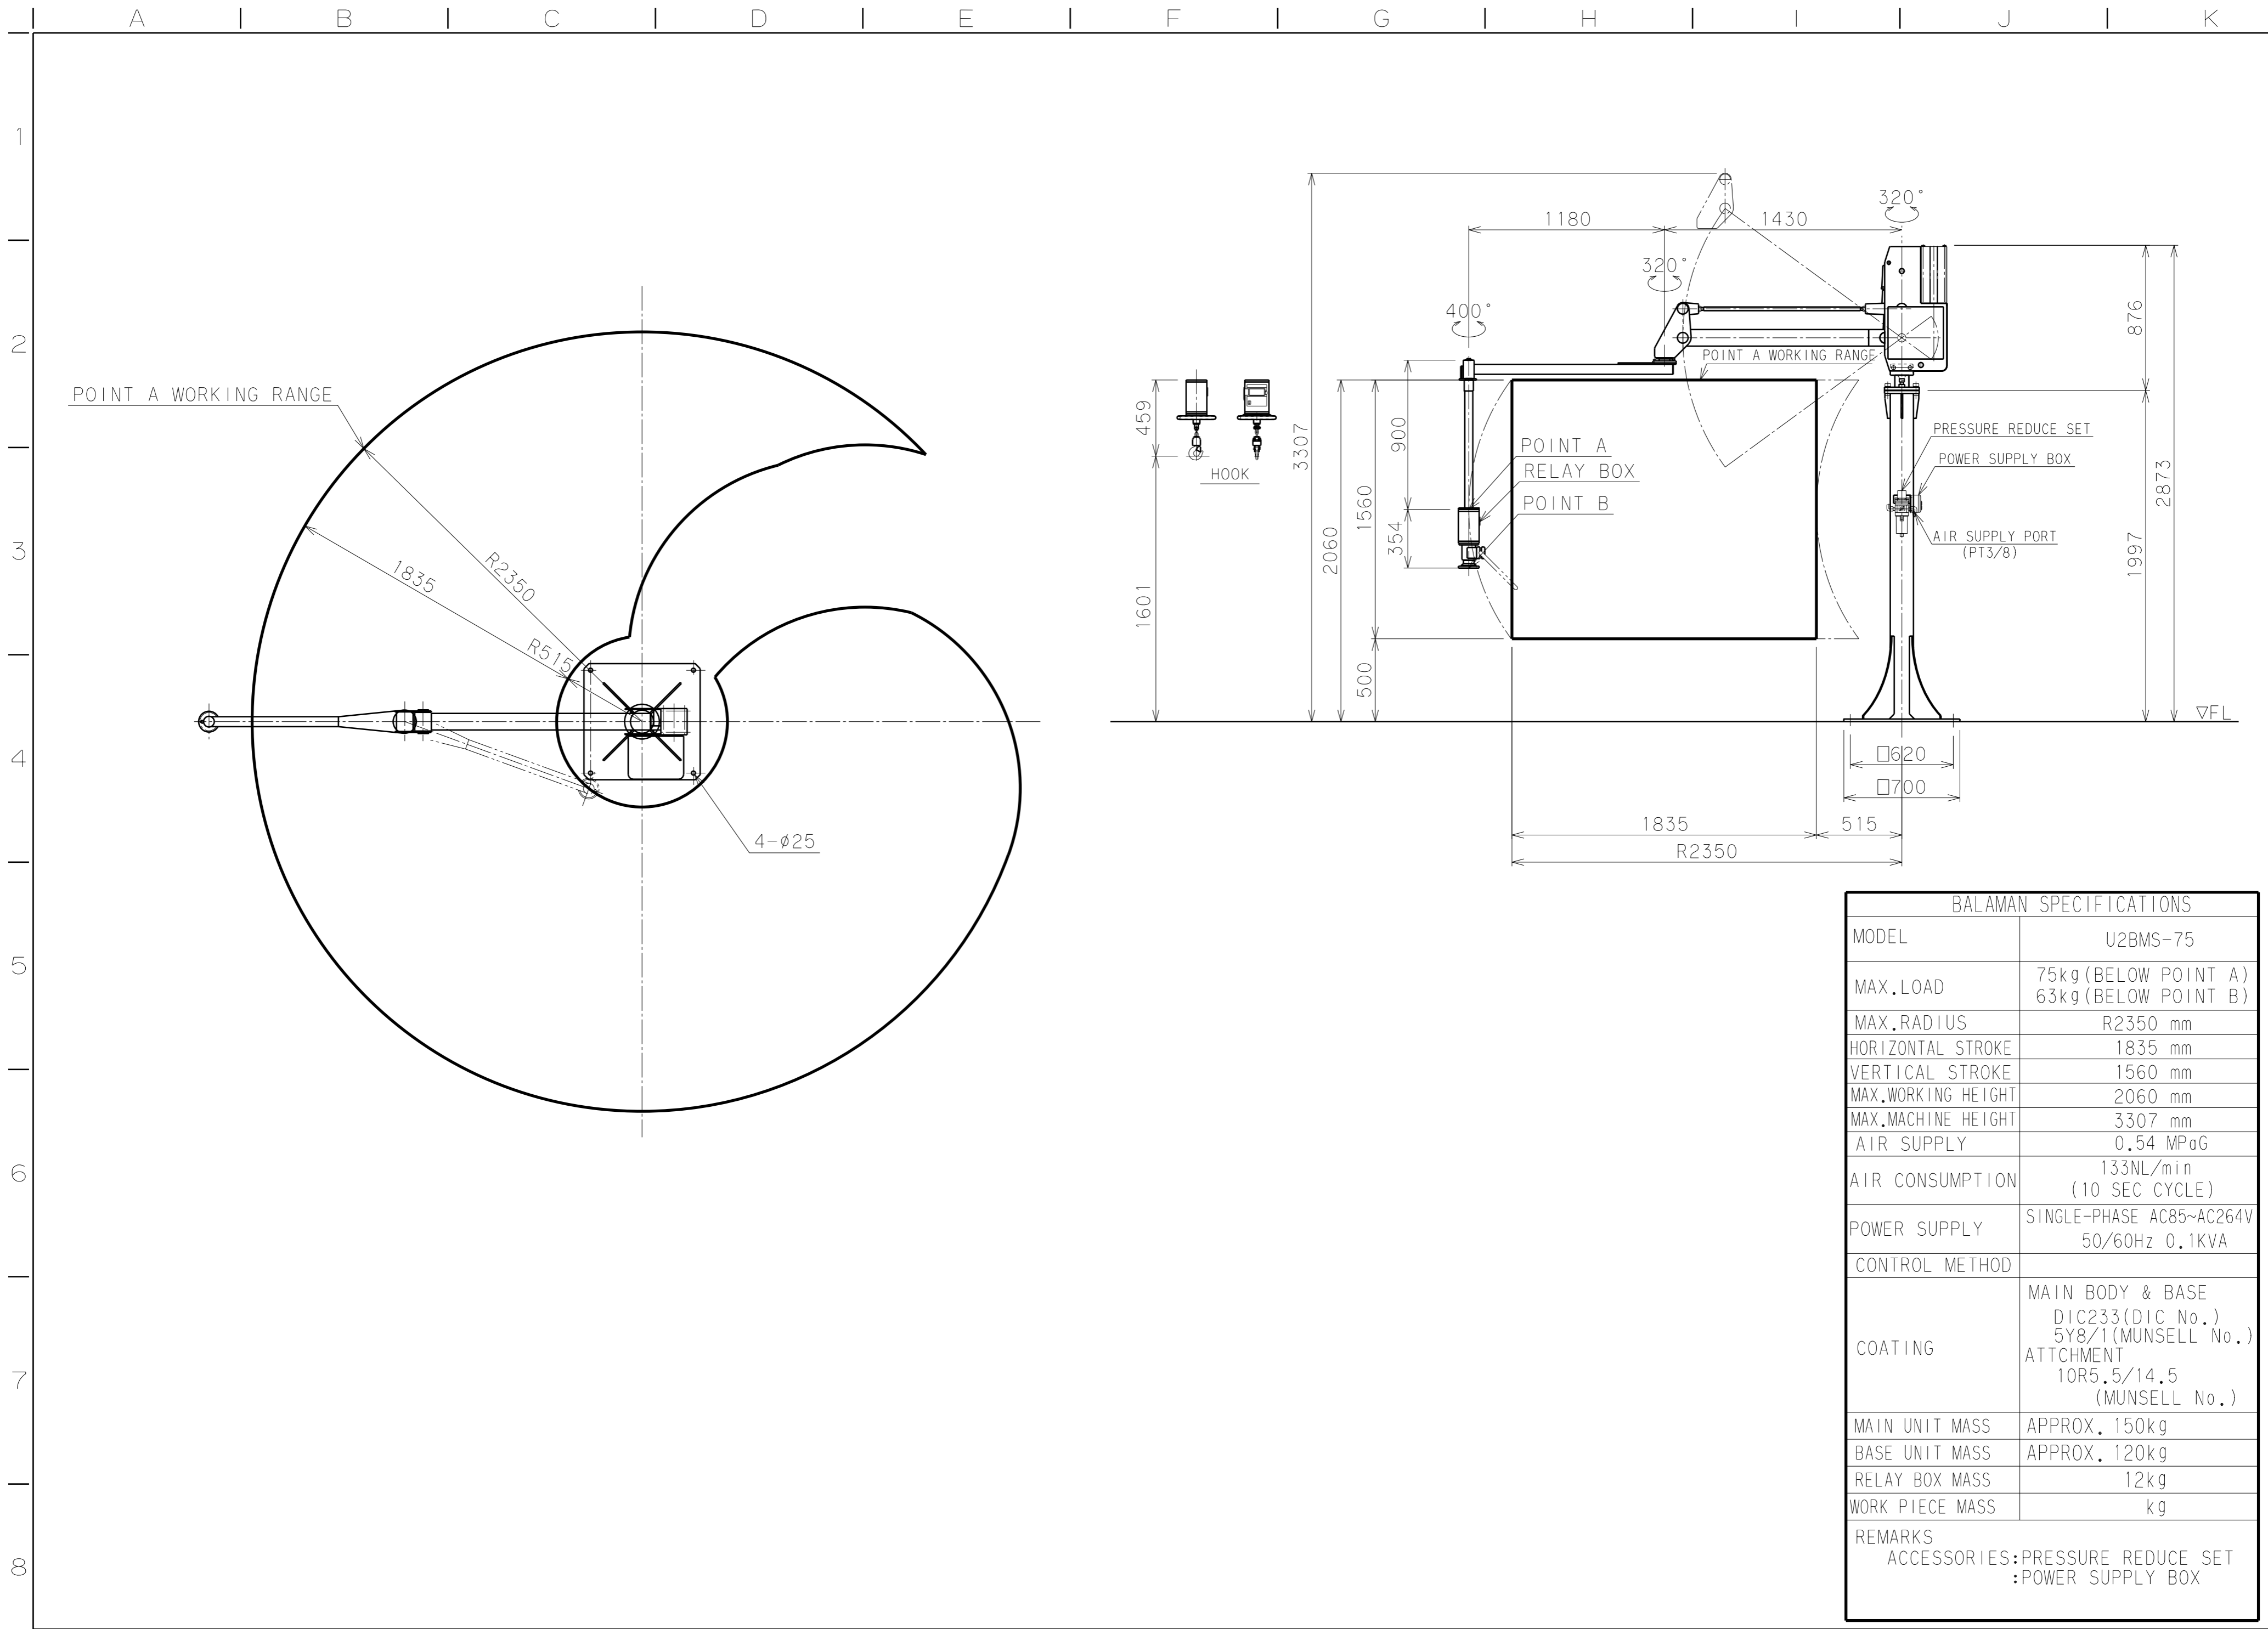 A B C D E F G H I J K
1
2
3
4
5
6
7
8
POINT A WORKING RANGE
R2350
1835
R515
4-φ25
459
1601
HOOK
3307
2060
1560
500
900
354
1180
1430
320°
320°
400°
POINT A WORKING RANGE
POINT A
RELAY BOX
POINT B
PRESSURE REDUCE SET
POWER SUPPLY BOX
AIR SUPPLY PORT
(PT3/8)
876
2873
1997
▽FL
□620
□700
1835
515
R2350
BALAMAN SPECIFICATIONS
MODEL U2BMS-75
MAX.LOAD 75kg(BELOW POINT A)
63kg(BELOW POINT B)
MAX.RADIUS R2350 mm
HORIZONTAL STROKE 1835 mm
VERTICAL STROKE 1560 mm
MAX.WORKING HEIGHT 2060 mm
MAX.MACHINE HEIGHT 3307 mm
AIR SUPPLY 0.54 MPaG
AIR CONSUMPTION 133NL/min
(10 SEC CYCLE)
POWER SUPPLY SINGLE-PHASE AC85~AC264V
50/60Hz 0.1KVA
CONTROL METHOD
COATING MAIN BODY & BASE
DIC233(DIC No.)
5Y8/1(MUNSELL No.)
ATTCHMENT
10R5.5/14.5
(MUNSELL No.)
MAIN UNIT MASS APPROX. 150kg
BASE UNIT MASS APPROX. 120kg
RELAY BOX MASS 12kg
WORK PIECE MASS kg
REMARKS
ACCESSORIES:PRESSURE REDUCE SET
:POWER SUPPLY BOX